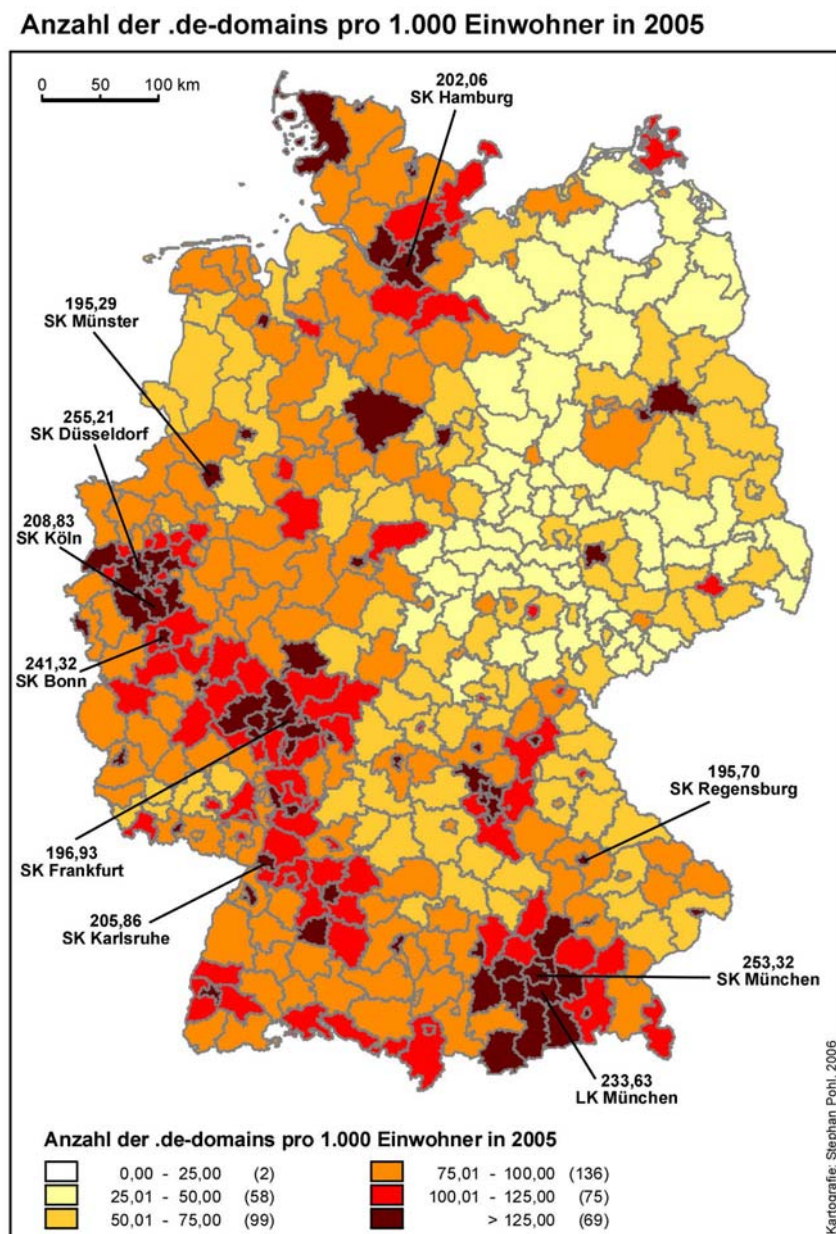 Anzahl der .de-domains pro 1.000 Einwohner in 2005
0 50 100 km
202,06
SK Hamburg
195,29
SK Münster
255,21
SK Düsseldorf
208,83
SK Köln
241,32
SK Bonn
196,93
SK Frankfurt
205,86
SK Karlsruhe
195,70
SK Regensburg
253,32
SK München
233,63
LK München
Anzahl der .de-domains pro 1.000 Einwohner in 2005
0,00 - 25,00 (2)
25,01 - 50,00 (58)
50,01 - 75,00 (99)
75,01 - 100,00 (136)
100,01 - 125,00 (75)
> 125,00 (69)
Kartografie: Stephan Pohl, 2006